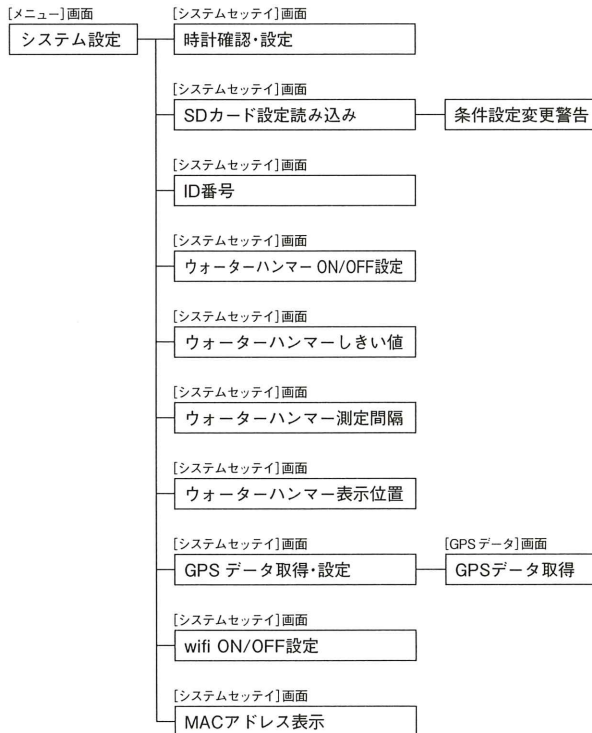 [メニュー]画面
システム設定
[システムセッテイ]画面
時計確認・設定
[システムセッテイ]画面
SDカード設定読み込み
条件設定変更警告
[システムセッテイ]画面
ID番号
[システムセッテイ]画面
ウォーターハンマー ON/OFF設定
[システムセッテイ]画面
ウォーターハンマーしきい値
[システムセッテイ]画面
ウォーターハンマー測定間隔
[システムセッテイ]画面
ウォーターハンマー表示位置
[システムセッテイ]画面
GPS データ取得・設定
[GPS データ]画面
GPSデータ取得
[システムセッテイ]画面
wifi ON/OFF設定
[システムセッテイ]画面
MACアドレス表示